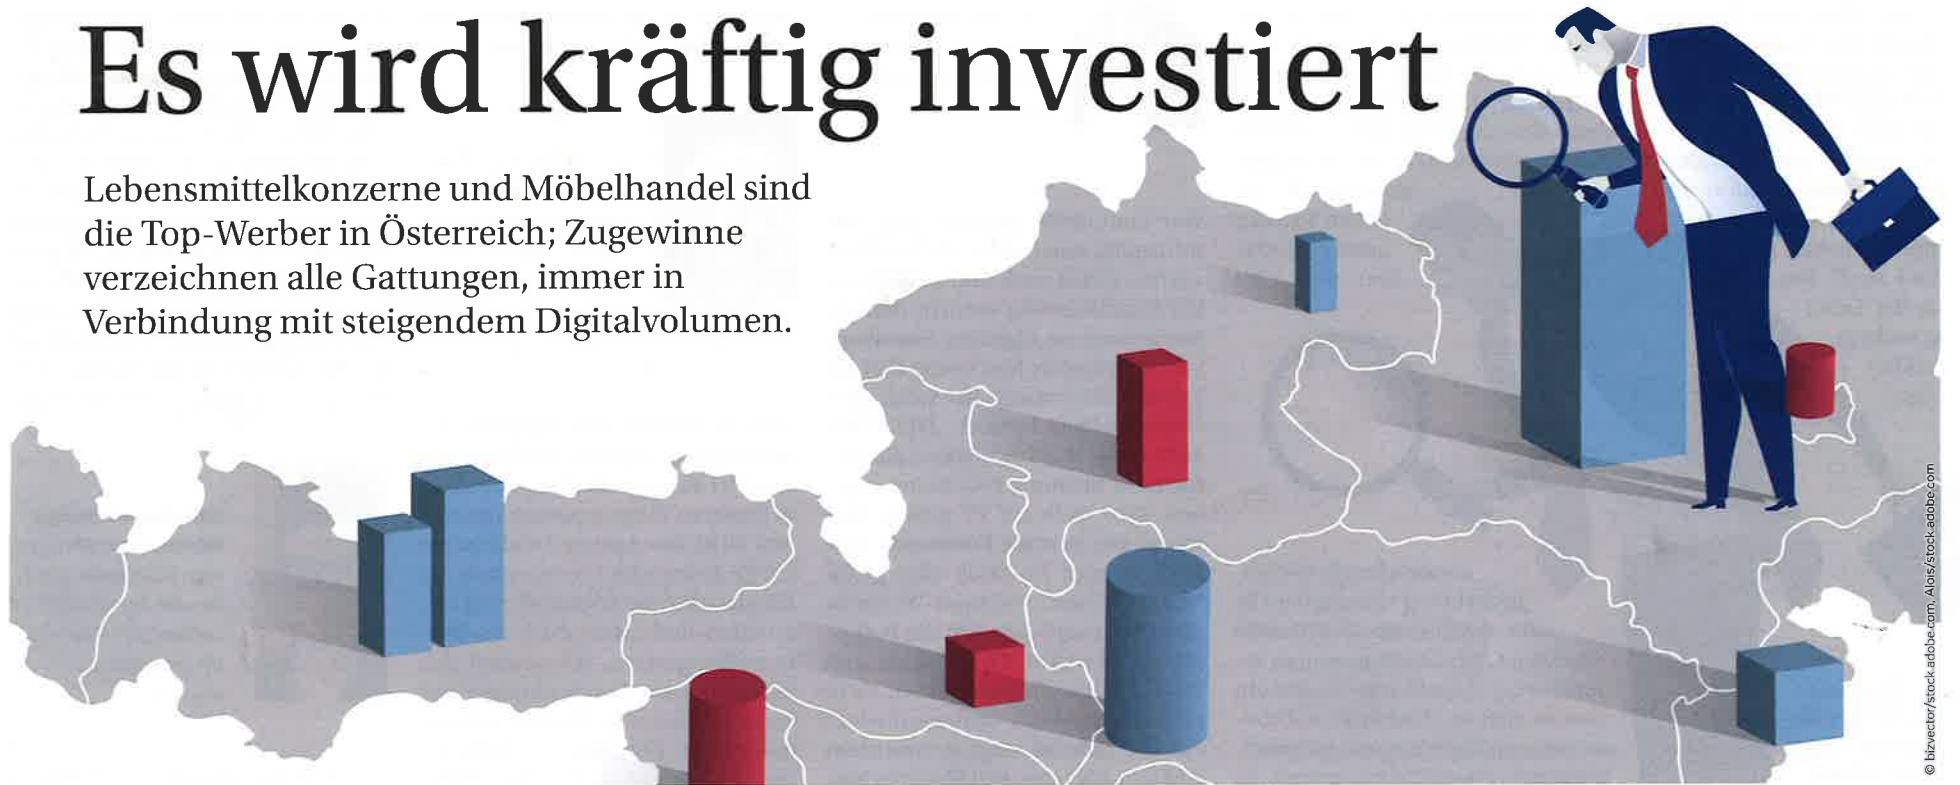 Es wird kräftig investiert
Lebensmittelkonzerne und Möbelhandel sind
die Top-Werber in Österreich; Zugewinne
verzeichnen alle Gattungen, immer in
Verbindung mit steigendem Digitalvolumen.
© bizvector/stock.adobe.com, Alois/stock.adobe.com